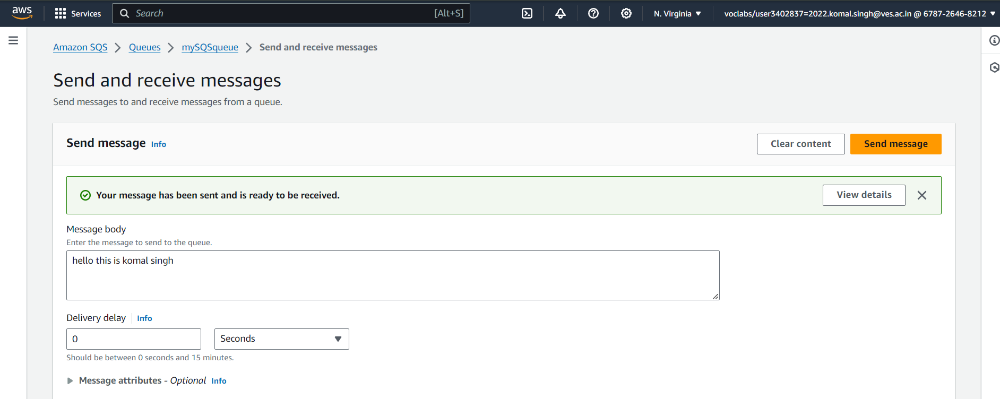 aws Services Search [Alt+S] N. Virginia voclabs/user3402837=2022.komal.singh@ves.ac.in @ 6787-2646-8212
Amazon SQS Queues mySQSqueue Send and receive messages
Send and receive messages
Send messages to and receive messages from a queue.
Send message Info Clear content Send message
Your message has been sent and is ready to be received. View details
Message body
Enter the message to send to the queue.
hello this is komal singh
Delivery delay Info
0 Seconds
Should be between 0 seconds and 15 minutes.
Message attributes - Optional Info